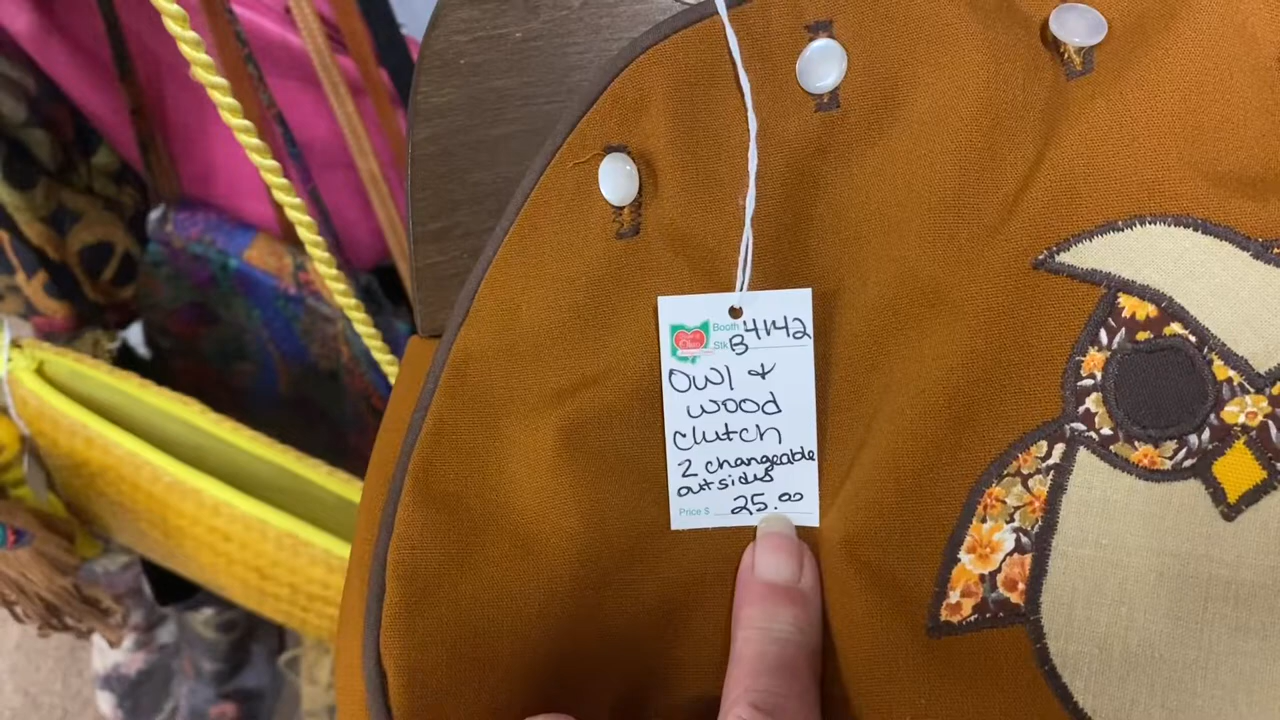 Booth 4142
Stk B
Owl &
wood
clutch
2 changeable
outsides
Price $ 25.00